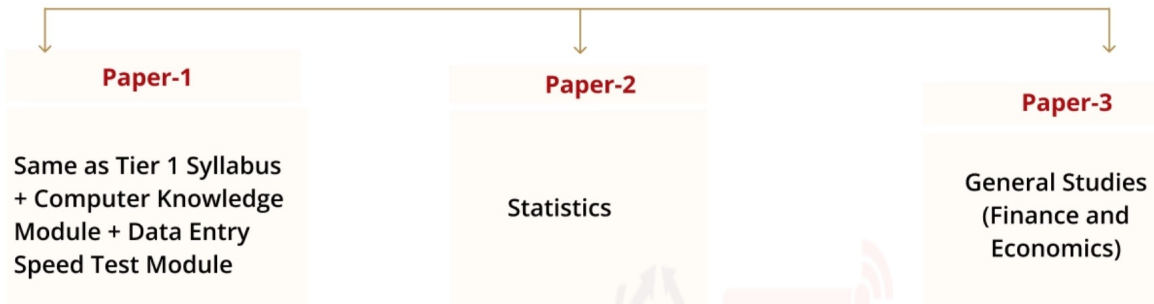 Paper-1
Same as Tier 1 Syllabus
+ Computer Knowledge
Module + Data Entry
Speed Test Module
Paper-2
Statistics
Paper-3
General Studies
(Finance and
Economics)